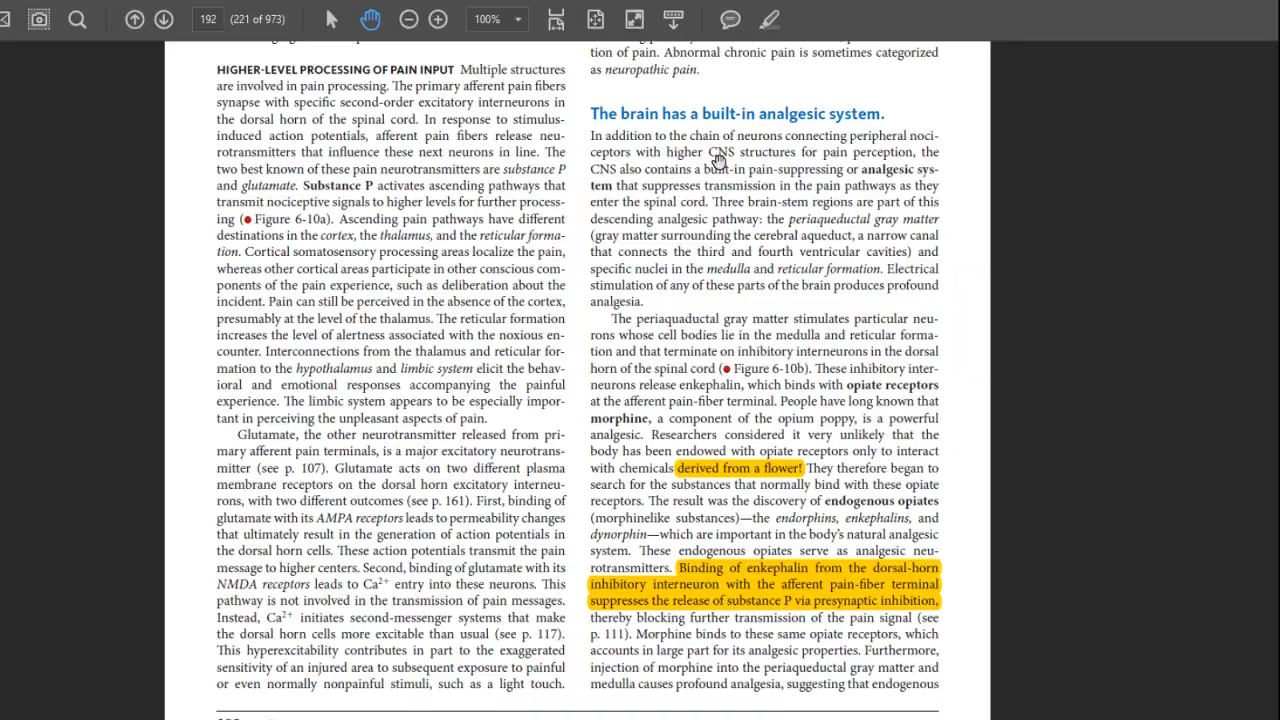 192 (221 of 973) 100%
HIGHER-LEVEL PROCESSING OF PAIN INPUT Multiple structures
are involved in pain processing. The primary afferent pain fibers
synapse with specific second-order excitatory interneurons in
the dorsal horn of the spinal cord. In response to stimulus-
induced action potentials, afferent pain fibers release neu-
rotransmitters that influence these next neurons in line. The
two best known of these pain neurotransmitters are substance P
and glutamate. Substance P activates ascending pathways that
transmit nociceptive signals to higher levels for further process-
ing (● Figure 6-10a). Ascending pain pathways have different
destinations in the cortex, the thalamus, and the reticular forma-
tion. Cortical somatosensory processing areas localize the pain,
whereas other cortical areas participate in other conscious com-
ponents of the pain experience, such as deliberation about the
incident. Pain can still be perceived in the absence of the cortex,
presumably at the level of the thalamus. The reticular formation
increases the level of alertness associated with the noxious en-
counter. Interconnections from the thalamus and reticular for-
mation to the hypothalamus and limbic system elicit the behav-
ioral and emotional responses accompanying the painful
experience. The limbic system appears to be especially impor-
tant in perceiving the unpleasant aspects of pain.
Glutamate, the other neurotransmitter released from pri-
mary afferent pain terminals, is a major excitatory neurotrans-
mitter (see p. 107). Glutamate acts on two different plasma
membrane receptors on the dorsal horn excitatory interneu-
rons, with two different outcomes (see p. 161). First, binding of
glutamate with its AMPA receptors leads to permeability changes
that ultimately result in the generation of action potentials in
the dorsal horn cells. These action potentials transmit the pain
message to higher centers. Second, binding of glutamate with its
NMDA receptors leads to Ca²⁺ entry into these neurons. This
pathway is not involved in the transmission of pain messages.
Instead, Ca²⁺ initiates second-messenger systems that make
the dorsal horn cells more excitable than usual (see p. 117).
This hyperexcitability contributes in part to the exaggerated
sensitivity of an injured area to subsequent exposure to painful
or even normally nonpainful stimuli, such as a light touch.
tion of pain. Abnormal chronic pain is sometimes categorized
as neuropathic pain.
The brain has a built-in analgesic system.
In addition to the chain of neurons connecting peripheral noci-
ceptors with higher CNS structures for pain perception, the
CNS also contains a built-in pain-suppressing or analgesic sys-
tem that suppresses transmission in the pain pathways as they
enter the spinal cord. Three brain-stem regions are part of this
descending analgesic pathway: the periaqueductal gray matter
(gray matter surrounding the cerebral aqueduct, a narrow canal
that connects the third and fourth ventricular cavities) and
specific nuclei in the medulla and reticular formation. Electrical
stimulation of any of these parts of the brain produces profound
analgesia.
The periaquaductal gray matter stimulates particular neu-
rons whose cell bodies lie in the medulla and reticular forma-
tion and that terminate on inhibitory interneurons in the dorsal
horn of the spinal cord (● Figure 6-10b). These inhibitory inter-
neurons release enkephalin, which binds with opiate receptors
at the afferent pain-fiber terminal. People have long known that
morphine, a component of the opium poppy, is a powerful
analgesic. Researchers considered it very unlikely that the
body has been endowed with opiate receptors only to interact
with chemicals derived from a flower! They therefore began to
search for the substances that normally bind with these opiate
receptors. The result was the discovery of endogenous opiates
(morphinelike substances)—the endorphins, enkephalins, and
dynorphin—which are important in the body's natural analgesic
system. These endogenous opiates serve as analgesic neu-
rotransmitters. Binding of enkephalin from the dorsal-horn
inhibitory interneuron with the afferent pain-fiber terminal
suppresses the release of substance P via presynaptic inhibition,
thereby blocking further transmission of the pain signal (see
p. 111). Morphine binds to these same opiate receptors, which
accounts in large part for its analgesic properties. Furthermore,
injection of morphine into the periaqueductal gray matter and
medulla causes profound analgesia, suggesting that endogenous